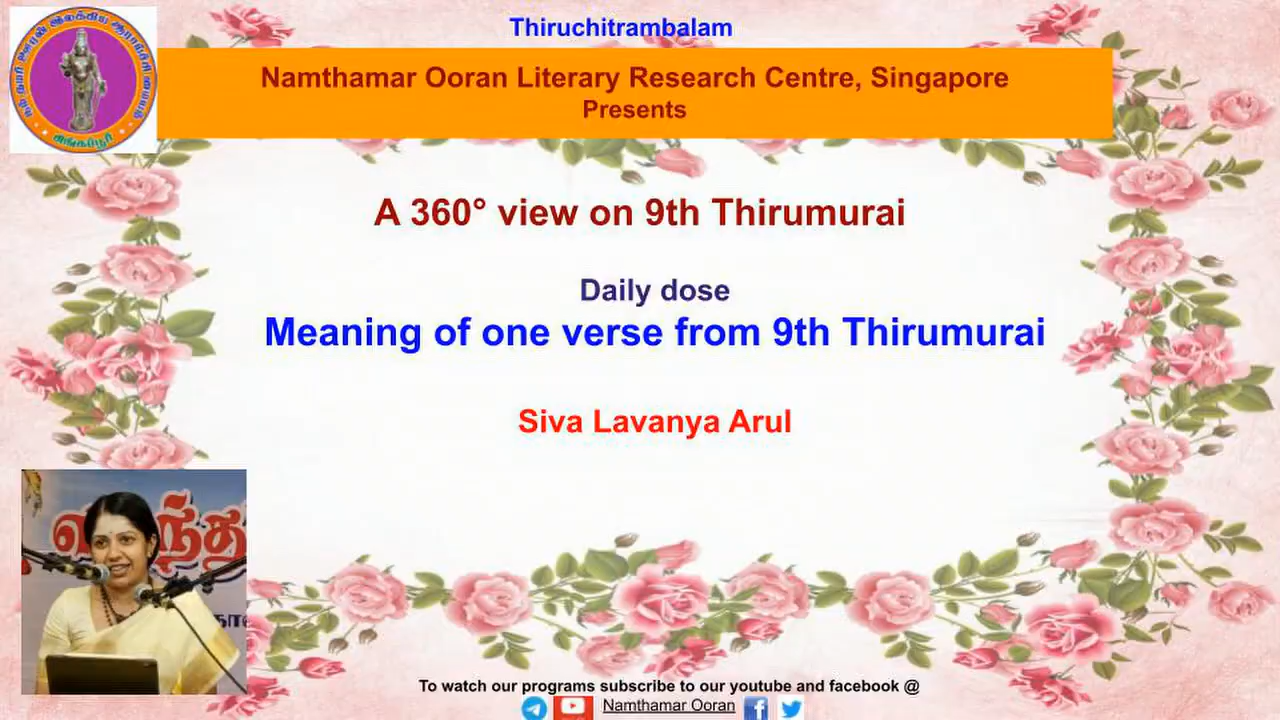 Thiruchitrambalam
Namthamar Ooran Literary Research Centre, Singapore
Presents
A 360° view on 9th Thirumurai
Daily dose
Meaning of one verse from 9th Thirumurai
Siva Lavanya Arul
To watch our programs subscribe to our youtube and facebook @
Namthamar Ooran